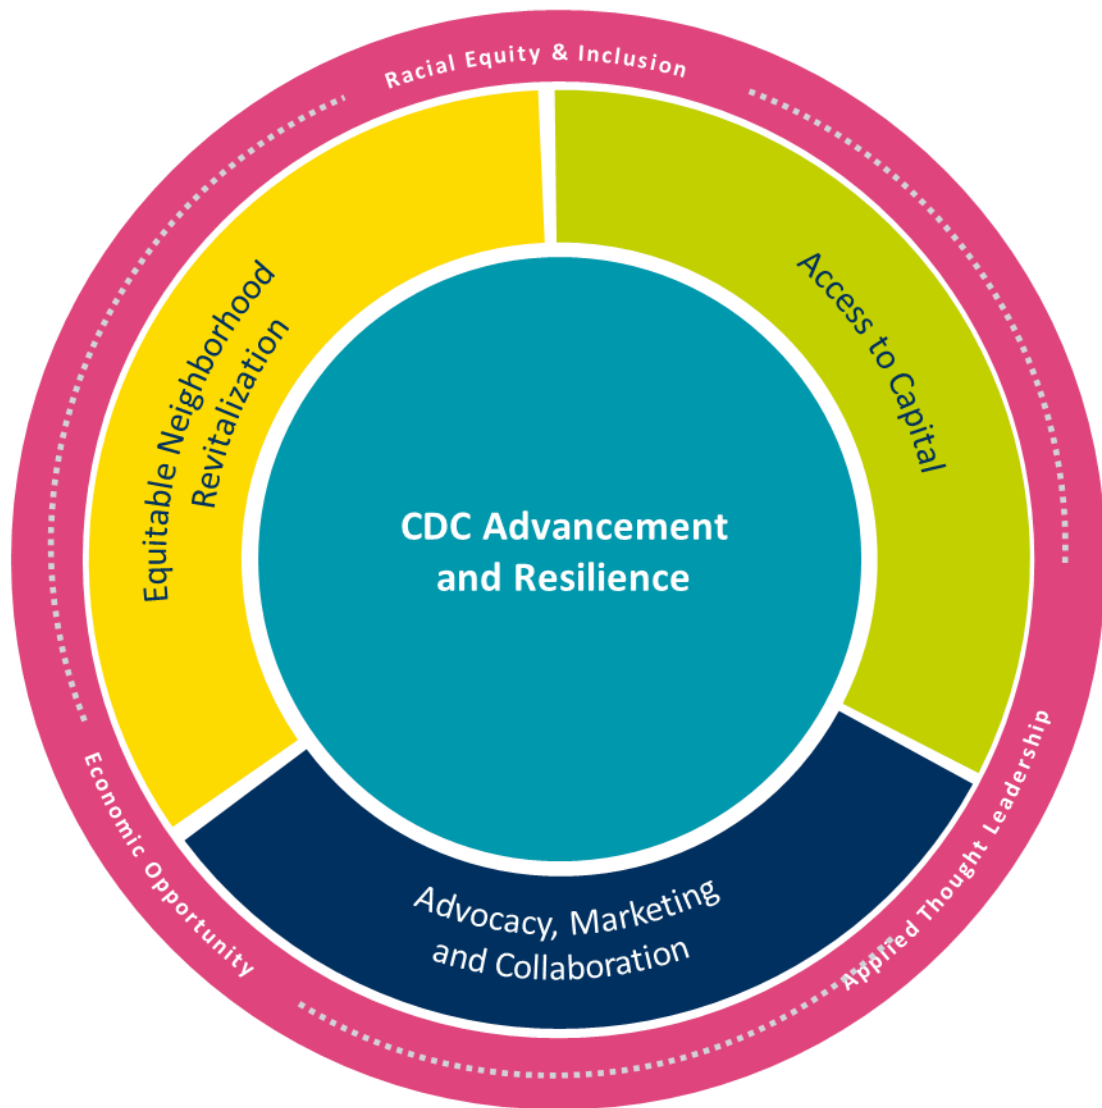 Racial Equity & Inclusion
Access to Capital
Equitable Neighborhood
Revitalization
CDC Advancement
and Resilience
Advocacy, Marketing
and Collaboration
Economic Opportunity
Applied Thought Leadership